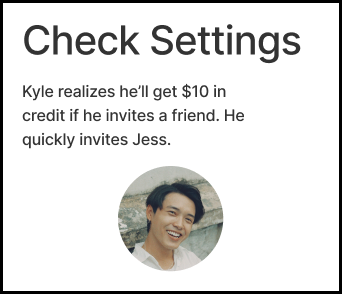 Check Settings
Kyle realizes he’ll get $10 in
credit if he invites a friend. He
quickly invites Jess.